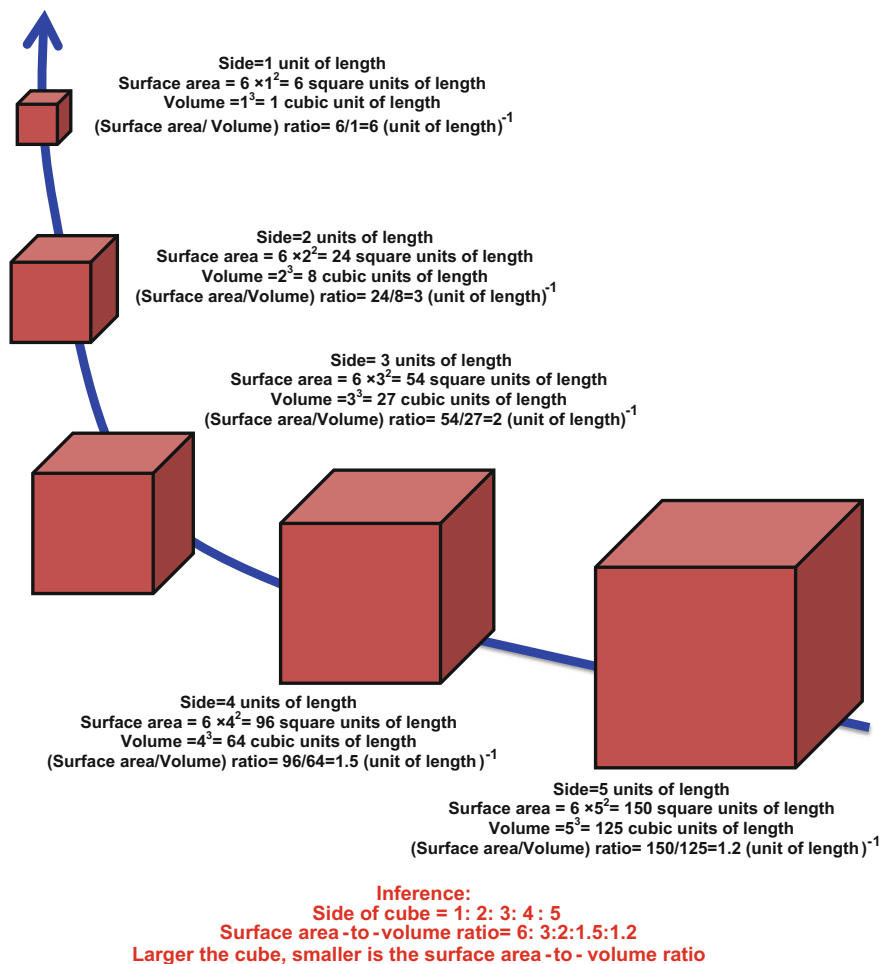 Side=1 unit of length
Surface area = 6 ×1²= 6 square units of length
Volume =1³= 1 cubic unit of length
(Surface area/ Volume) ratio= 6/1=6 (unit of length)⁻¹
Side=2 units of length
Surface area = 6 ×2²= 24 square units of length
Volume =2³= 8 cubic units of length
(Surface area/Volume) ratio= 24/8=3 (unit of length)⁻¹
Side= 3 units of length
Surface area = 6 ×3²= 54 square units of length
Volume =3³= 27 cubic units of length
(Surface area/Volume) ratio= 54/27=2 (unit of length)⁻¹
Side=4 units of length
Surface area = 6 ×4²= 96 square units of length
Volume =4³= 64 cubic units of length
(Surface area/Volume) ratio= 96/64=1.5 (unit of length)⁻¹
Side=5 units of length
Surface area = 6 ×5²= 150 square units of length
Volume =5³= 125 cubic units of length
(Surface area/Volume) ratio= 150/125=1.2 (unit of length)⁻¹
Inference:
Side of cube = 1: 2: 3: 4 : 5
Surface area-to-volume ratio= 6: 3:2:1.5:1.2
Larger the cube, smaller is the surface area-to- volume ratio